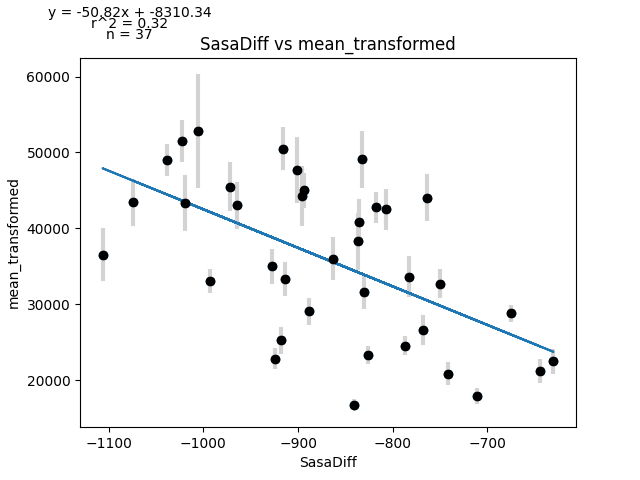 y = -50.82x + -8310.34
r^2 = 0.32
n = 37
SasaDiff vs mean_transformed
60000
50000
40000
30000
20000
mean_transformed
−1100
−1000
−900
−800
−700
SasaDiff